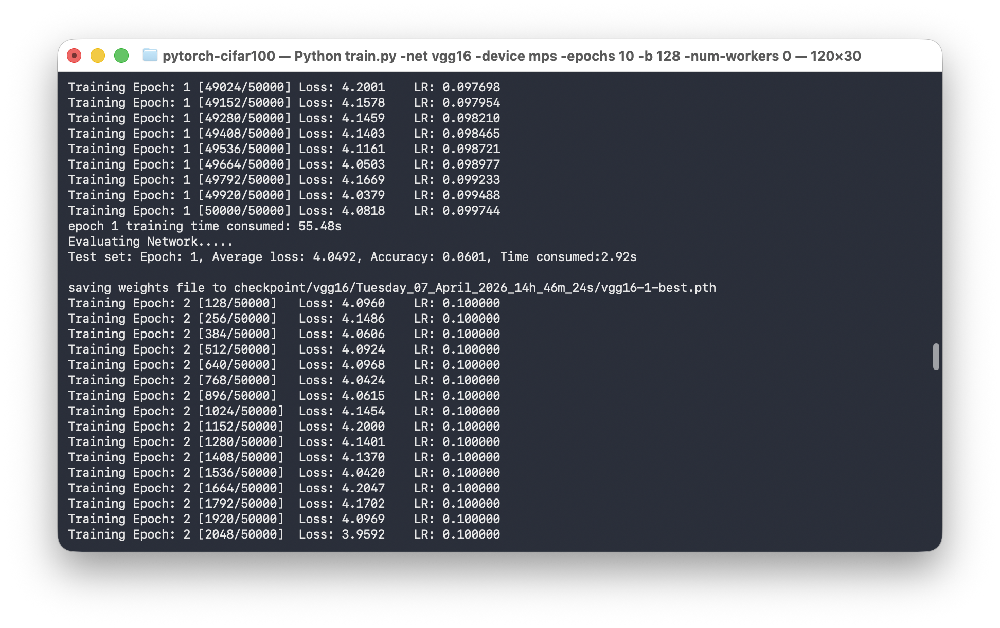 pytorch-cifar100 — Python train.py -net vgg16 -device mps -epochs 10 -b 128 -num-workers 0 — 120×30
Training Epoch: 1 [49024/50000] Loss: 4.2001    LR: 0.097698
Training Epoch: 1 [49152/50000] Loss: 4.1578    LR: 0.097954
Training Epoch: 1 [49280/50000] Loss: 4.1459    LR: 0.098210
Training Epoch: 1 [49408/50000] Loss: 4.1403    LR: 0.098465
Training Epoch: 1 [49536/50000] Loss: 4.1161    LR: 0.098721
Training Epoch: 1 [49664/50000] Loss: 4.0503    LR: 0.098977
Training Epoch: 1 [49792/50000] Loss: 4.1669    LR: 0.099233
Training Epoch: 1 [49920/50000] Loss: 4.0379    LR: 0.099488
Training Epoch: 1 [50000/50000] Loss: 4.0818    LR: 0.099744
epoch 1 training time consumed: 55.48s
Evaluating Network.....
Test set: Epoch: 1, Average loss: 4.0492, Accuracy: 0.0601, Time consumed:2.92s
saving weights file to checkpoint/vgg16/Tuesday_07_April_2026_14h_46m_24s/vgg16-1-best.pth
Training Epoch: 2 [128/50000]   Loss: 4.0960    LR: 0.100000
Training Epoch: 2 [256/50000]   Loss: 4.1486    LR: 0.100000
Training Epoch: 2 [384/50000]   Loss: 4.0606    LR: 0.100000
Training Epoch: 2 [512/50000]   Loss: 4.0924    LR: 0.100000
Training Epoch: 2 [640/50000]   Loss: 4.0968    LR: 0.100000
Training Epoch: 2 [768/50000]   Loss: 4.0424    LR: 0.100000
Training Epoch: 2 [896/50000]   Loss: 4.0615    LR: 0.100000
Training Epoch: 2 [1024/50000]  Loss: 4.1454    LR: 0.100000
Training Epoch: 2 [1152/50000]  Loss: 4.2000    LR: 0.100000
Training Epoch: 2 [1280/50000]  Loss: 4.1401    LR: 0.100000
Training Epoch: 2 [1408/50000]  Loss: 4.1370    LR: 0.100000
Training Epoch: 2 [1536/50000]  Loss: 4.0420    LR: 0.100000
Training Epoch: 2 [1664/50000]  Loss: 4.2047    LR: 0.100000
Training Epoch: 2 [1792/50000]  Loss: 4.1702    LR: 0.100000
Training Epoch: 2 [1920/50000]  Loss: 4.0969    LR: 0.100000
Training Epoch: 2 [2048/50000]  Loss: 3.9592    LR: 0.100000